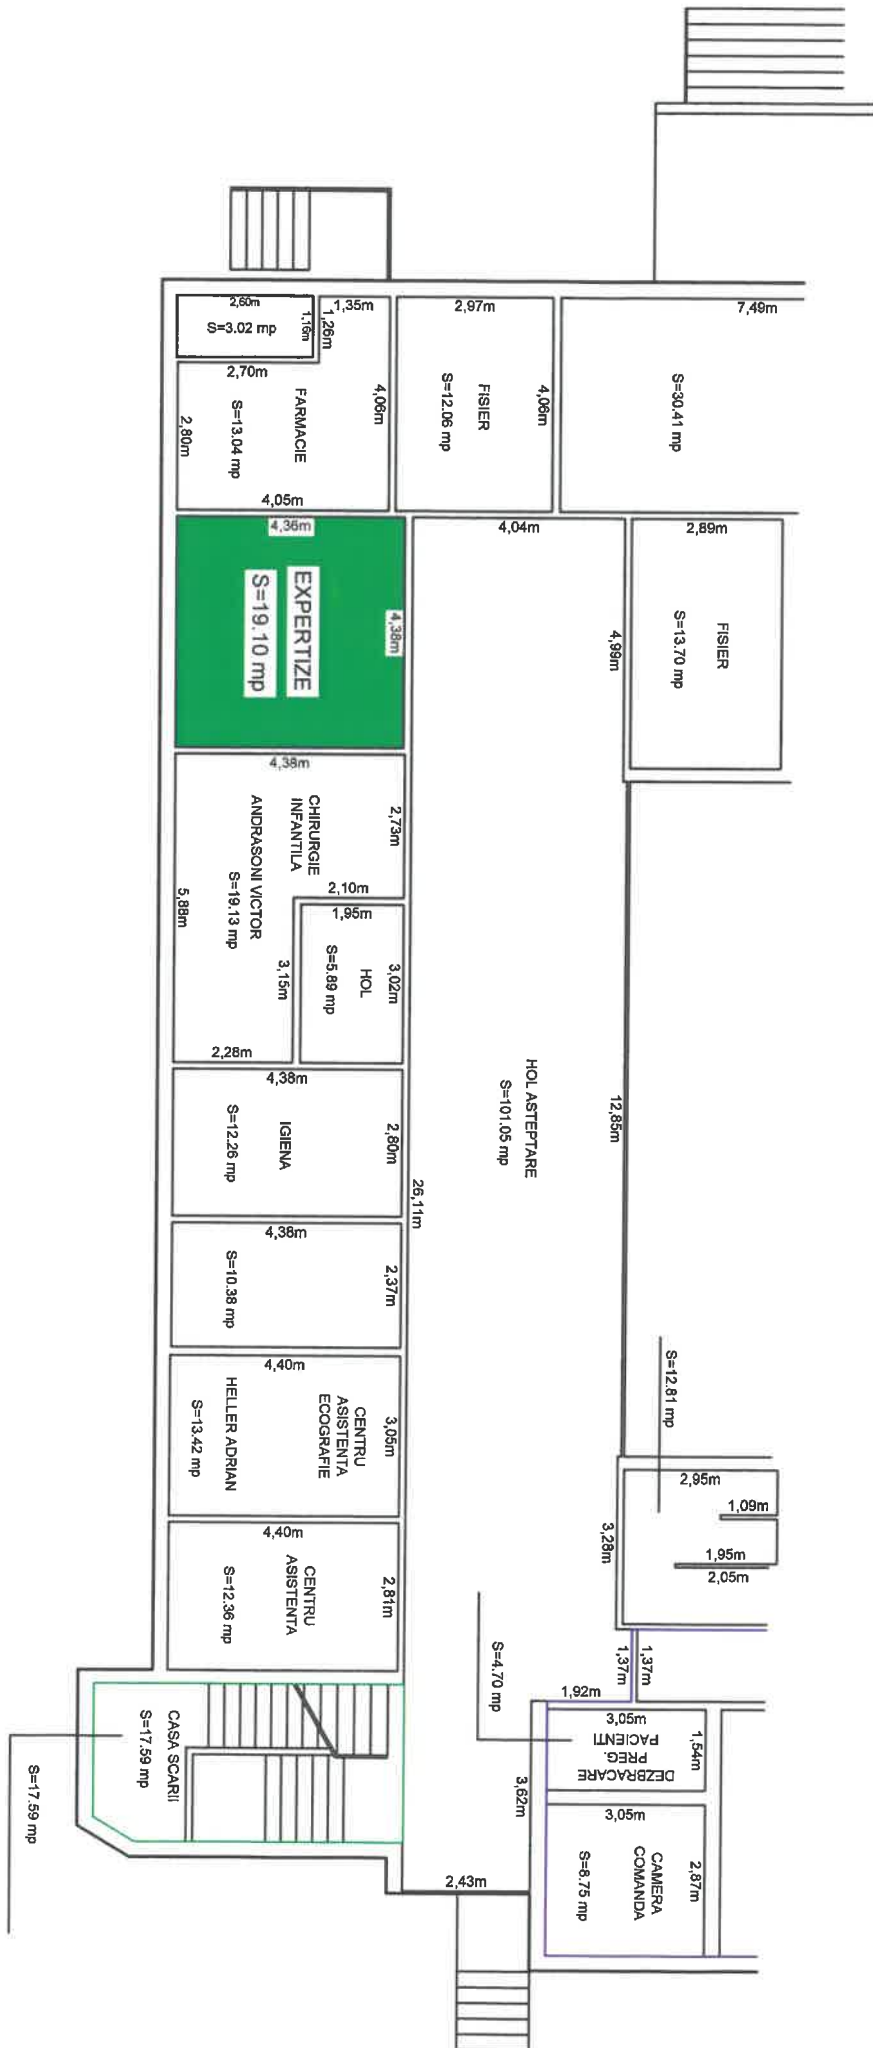 2,60m
1,16m
S=3.02 mp
1,35m
1,26m
2,70m
4,06m
FARMACIE
S=13.04 mp
2,80m
4,05m
2,97m
4,06m
FISIER
S=12.06 mp
7,49m
S=30.41 mp
4,36m
4,38m
EXPERTIZE
S=19.10 mp
4,04m
4,99m
2,89m
FISIER
S=13.70 mp
4,38m
2,73m
CHIRURGIE
INFANTILA
ANDRASONI VICTOR
S=19.13 mp
5,88m
2,10m
3,15m
2,28m
1,95m
3,02m
HOL
S=5.89 mp
HOL ASTEPTARE
S=101.05 mp
12,85m
26,11m
4,38m
2,80m
IGIENA
S=12.26 mp
4,38m
2,37m
S=10.38 mp
4,40m
3,05m
CENTRU
ASISTENTA
ECOGRAFIE
HELLER ADRIAN
S=13.42 mp
4,40m
2,81m
CENTRU
ASISTENTA
S=12.36 mp
S=12.81 mp
2,95m
1,09m
1,95m
2,05m
3,28m
1,37m
1,37m
1,92m
S=4.70 mp
3,05m
1,54m
DEZBRACARE
PREG.
PACIENTI
3,62m
3,05m
2,87m
CAMERA
COMANDA
S=8.75 mp
CASA SCARII
S=17.59 mp
S=17.59 mp
2,43m